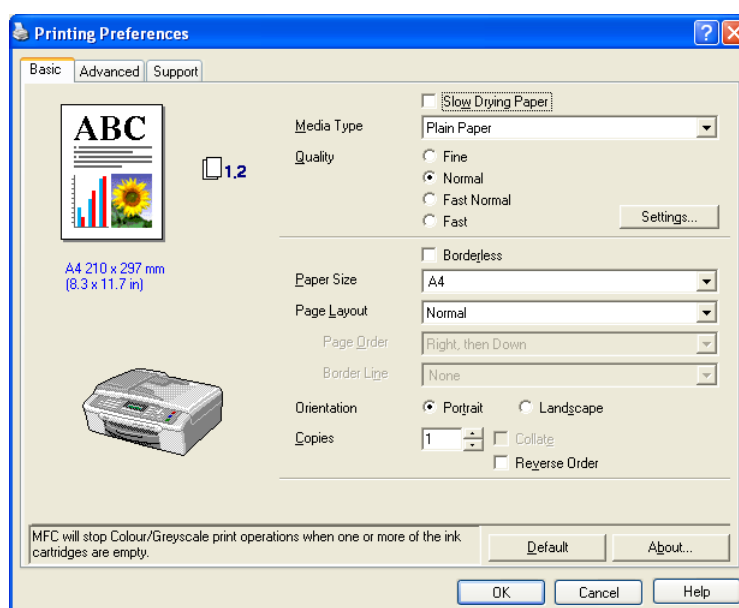 Printing Preferences
Basic
Advanced
Support
Slow Drying Paper
Media Type
Plain Paper
Quality
Fine
Normal
Fast Normal
Fast
Settings...
ABC
1.2
A4 210 x 297 mm
(8.3 x 11.7 in)
Borderless
Paper Size
A4
Page Layout
Normal
Page Order
Right, then Down
Border Line
None
Orientation
Portrait
Landscape
Copies
1
Collate
Reverse Order
MFC will stop Colour/Greyscale print operations when one or more of the ink
cartridges are empty.
Default
About...
OK
Cancel
Help